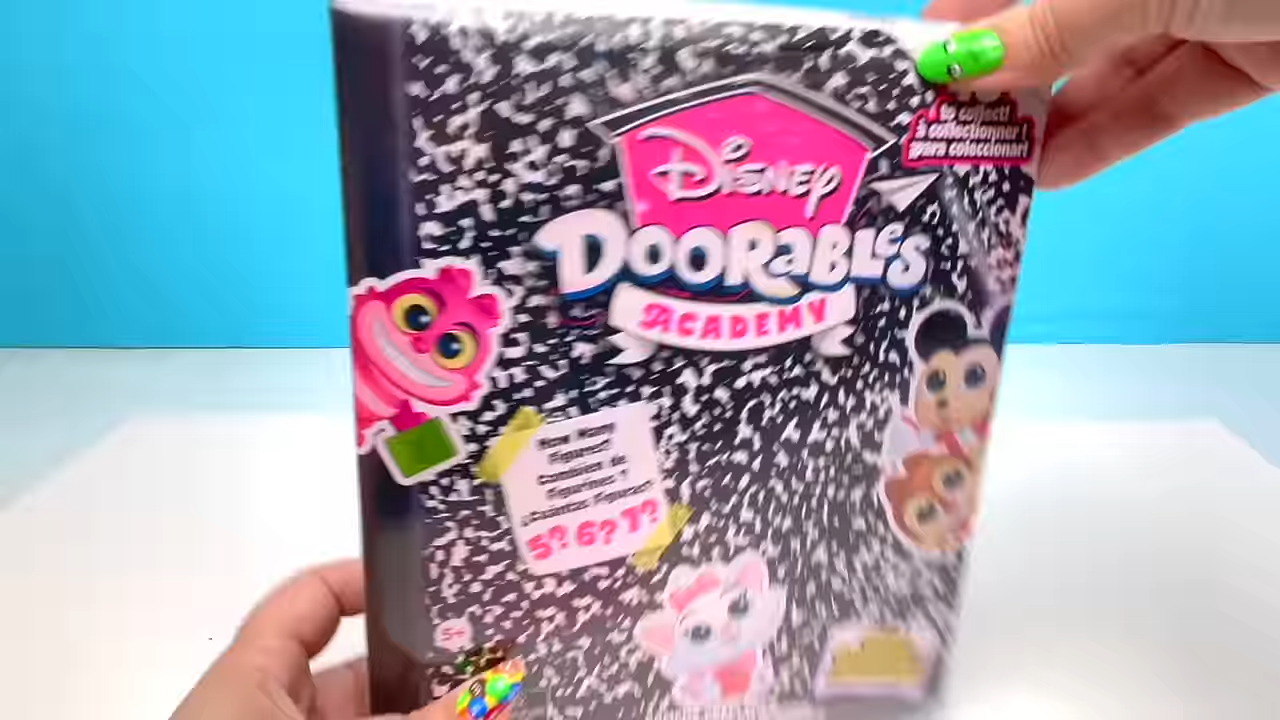 to collect!
à collectionner !
¡para coleccionar!
Disney
DOORABLES
ACADEMY
How Many
Figures?
Combien de
Figurines ?
¿Cuántas Figuras?
5? 6? 7?
5+